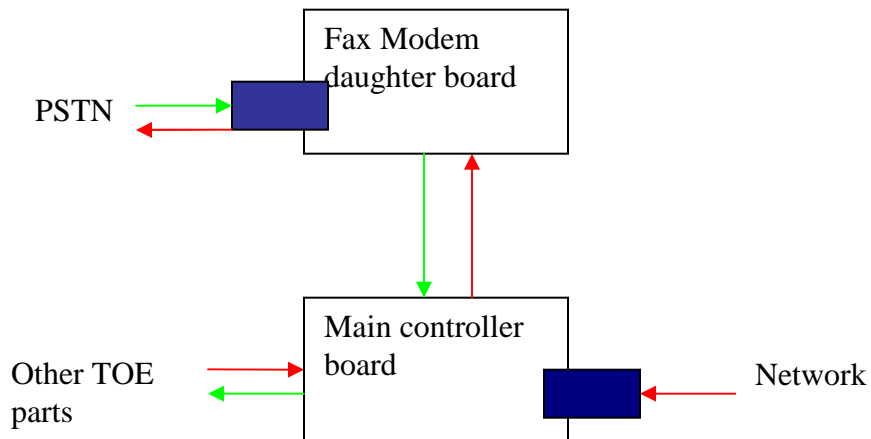 Fax Modem
daughter board
PSTN
Main controller
board
Other TOE
parts
Network